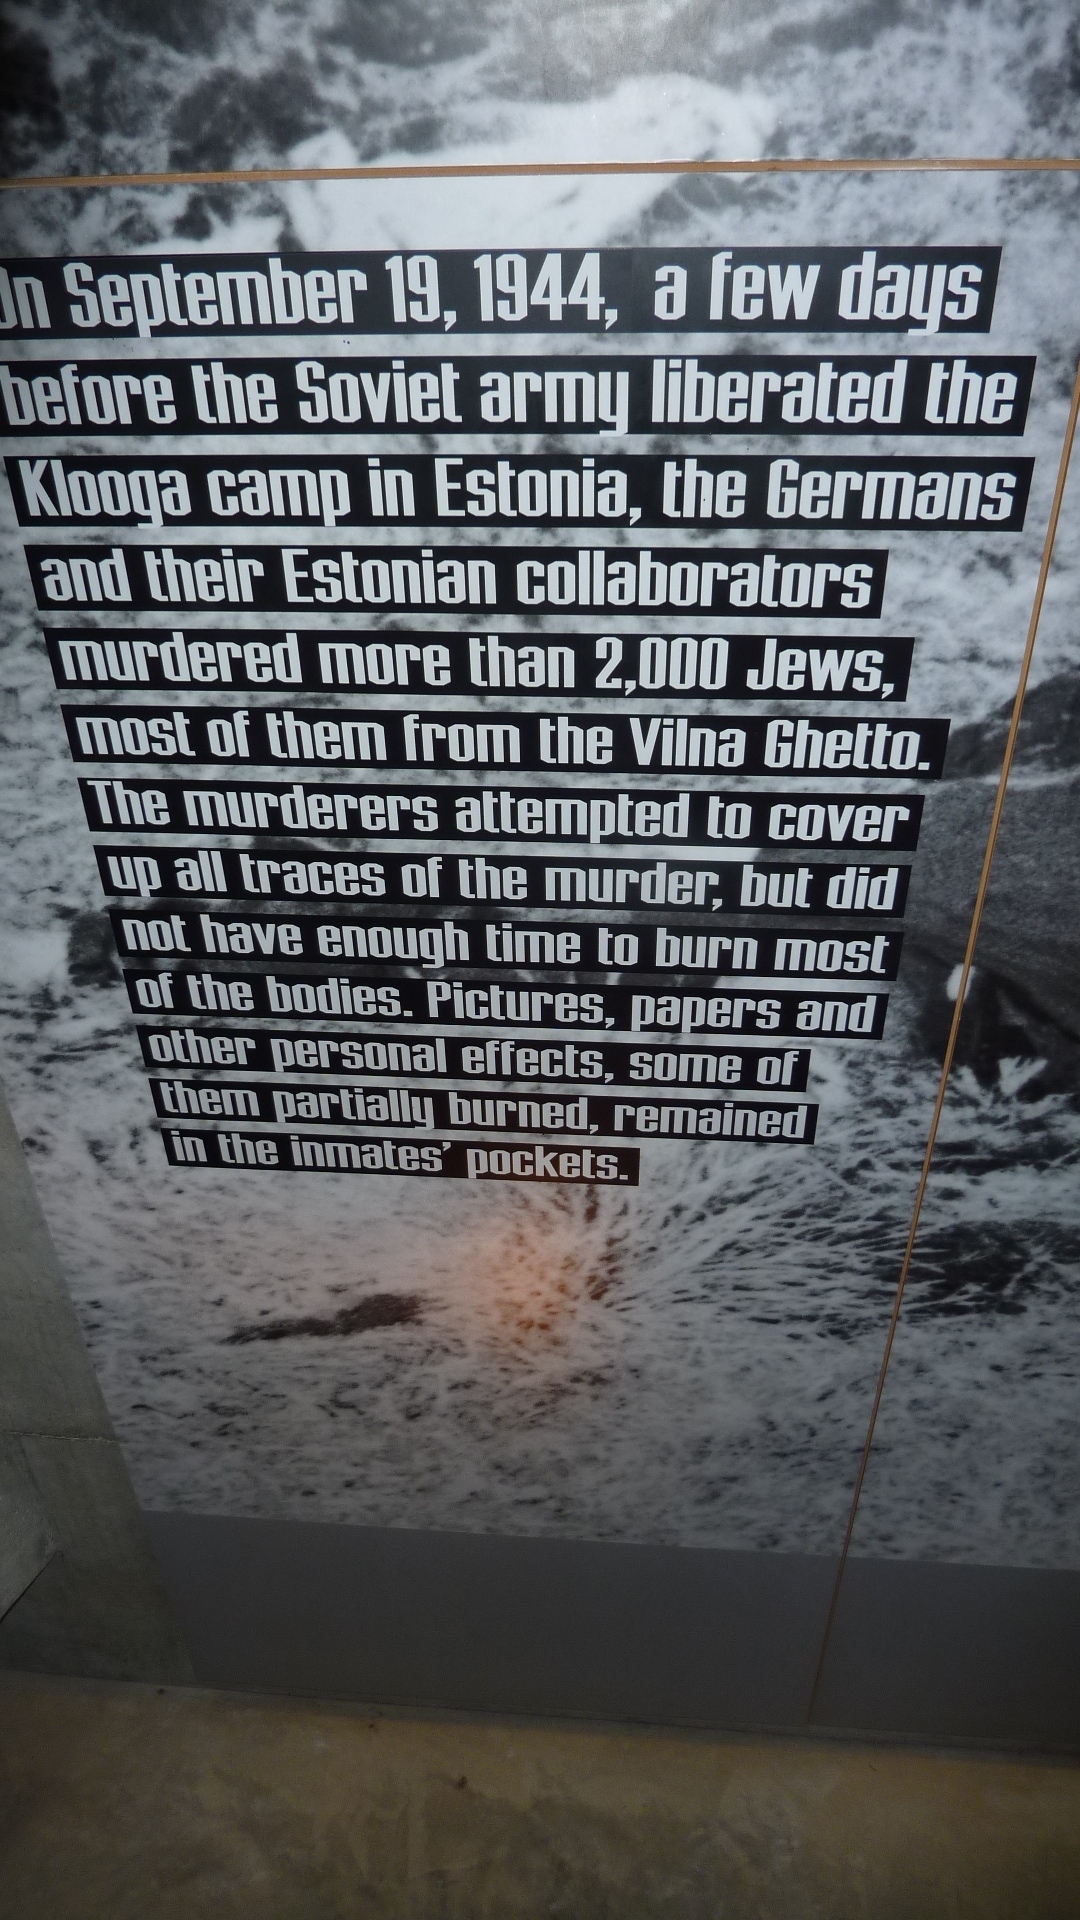 On September 19, 1944, a few days
before the Soviet army liberated the
Klooga camp in Estonia, the Germans
and their Estonian collaborators
murdered more than 2,000 Jews,
most of them from the Vilna Ghetto.
The murderers attempted to cover
up all traces of the murder, but did
not have enough time to burn most
of the bodies. Pictures, papers and
other personal effects, some of
them partially burned, remained
in the inmates' pockets.